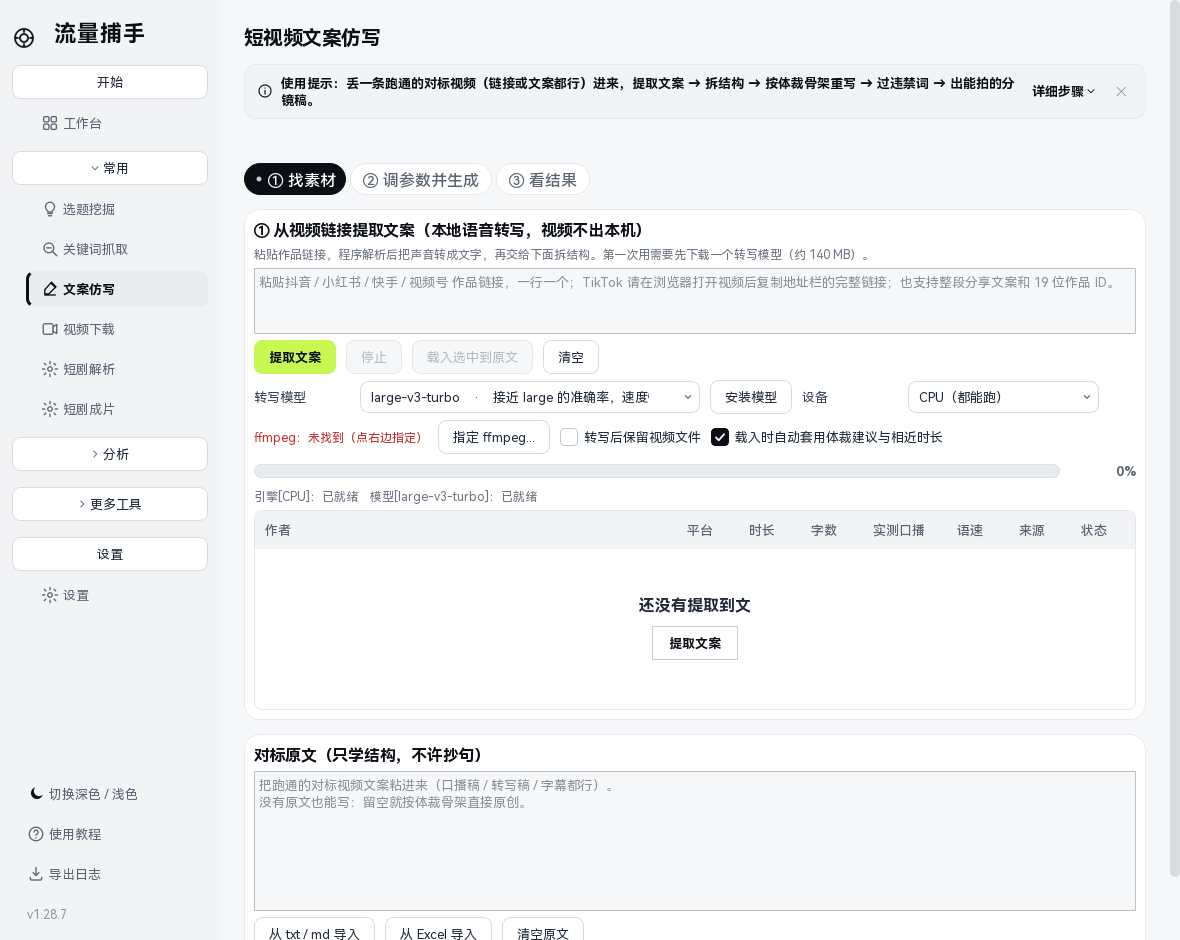 流量捕手
开始
工作台
常用
选题挖掘
关键词抓取
文案仿写
视频下载
短剧解析
短剧成片
分析
更多工具
设置
设置
切换深色 / 浅色
使用教程
导出日志
v1.28.7
短视频文案仿写
使用提示：丢一条跑通的对标视频（链接或文案都行）进来，提取文案 → 拆结构 → 按体裁骨架重写 → 过违禁词 → 出能拍的分
镜稿。
详细步骤
• ① 找素材
② 调参数并生成
③ 看结果
① 从视频链接提取文案（本地语音转写，视频不出本机）
粘贴作品链接，程序解析后把声音转成文字，再交给下面拆结构。第一次用需要先下载一个转写模型（约 140 MB）。
粘贴抖音 / 小红书 / 快手 / 视频号 作品链接，一行一个；TikTok 请在浏览器打开视频后复制地址栏的完整链接；也支持整段分享文案和 19 位作品 ID。
提取文案
停止
载入选中到原文
清空
转写模型
large-v3-turbo · 接近 large 的准确率，速度
安装模型
设备
CPU（都能跑）
ffmpeg：未找到（点右边指定）
指定 ffmpeg...
转写后保留视频文件
载入时自动套用体裁建议与相近时长
0%
引擎[CPU]：已就绪 模型[large-v3-turbo]：已就绪
作者 平台 时长 字数 实测口播 语速 来源 状态
还没有提取到文
提取文案
对标原文（只学结构，不许抄句）
把跑通的对标视频文案粘进来（口播稿 / 转写稿 / 字幕都行）。
没有原文也能写：留空就按体裁骨架直接原创。
从 txt / md 导入
从 Excel 导入
清空原文